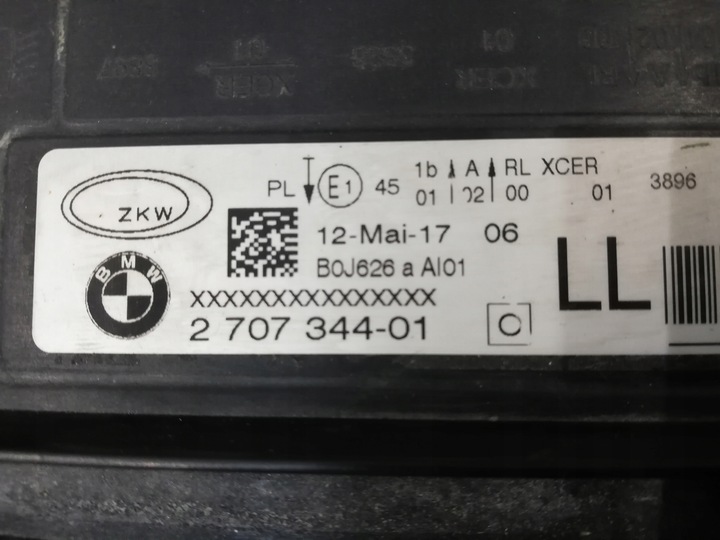 ZKW
PL E1 45 1b A RL XCER
01 02 00 01 3896
12-Mai-17 06
B0J626 a AI01
BMW
XXXXXXXXXXXXXXX
2 707 344-01
C
LL